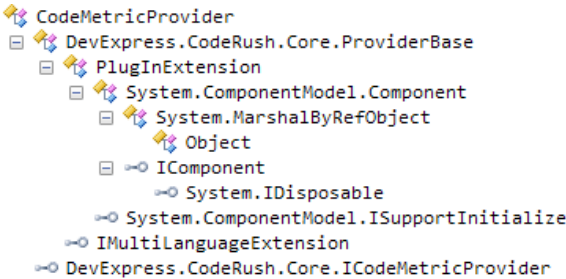 CodeMetricProvider
DevExpress.CodeRush.Core.ProviderBase
PlugInExtension
System.ComponentModel.Component
System.MarshalByRefObject
Object
IComponent
System.IDisposable
System.ComponentModel.ISupportInitialize
IMultiLanguageExtension
DevExpress.CodeRush.Core.ICodeMetricProvider